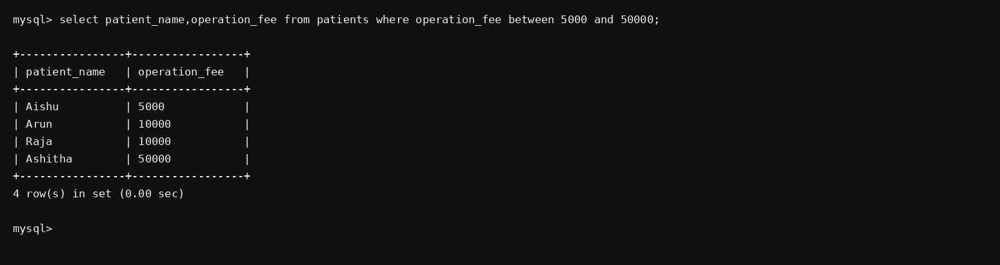 mysql> select patient_name,operation_fee from patients where operation_fee between 5000 and 50000;
+----------------+-----------------+
| patient_name   | operation_fee   |
+----------------+-----------------+
| Aishu          | 5000            |
| Arun           | 10000           |
| Raja           | 10000           |
| Ashitha        | 50000           |
+----------------+-----------------+
4 row(s) in set (0.00 sec)
mysql>